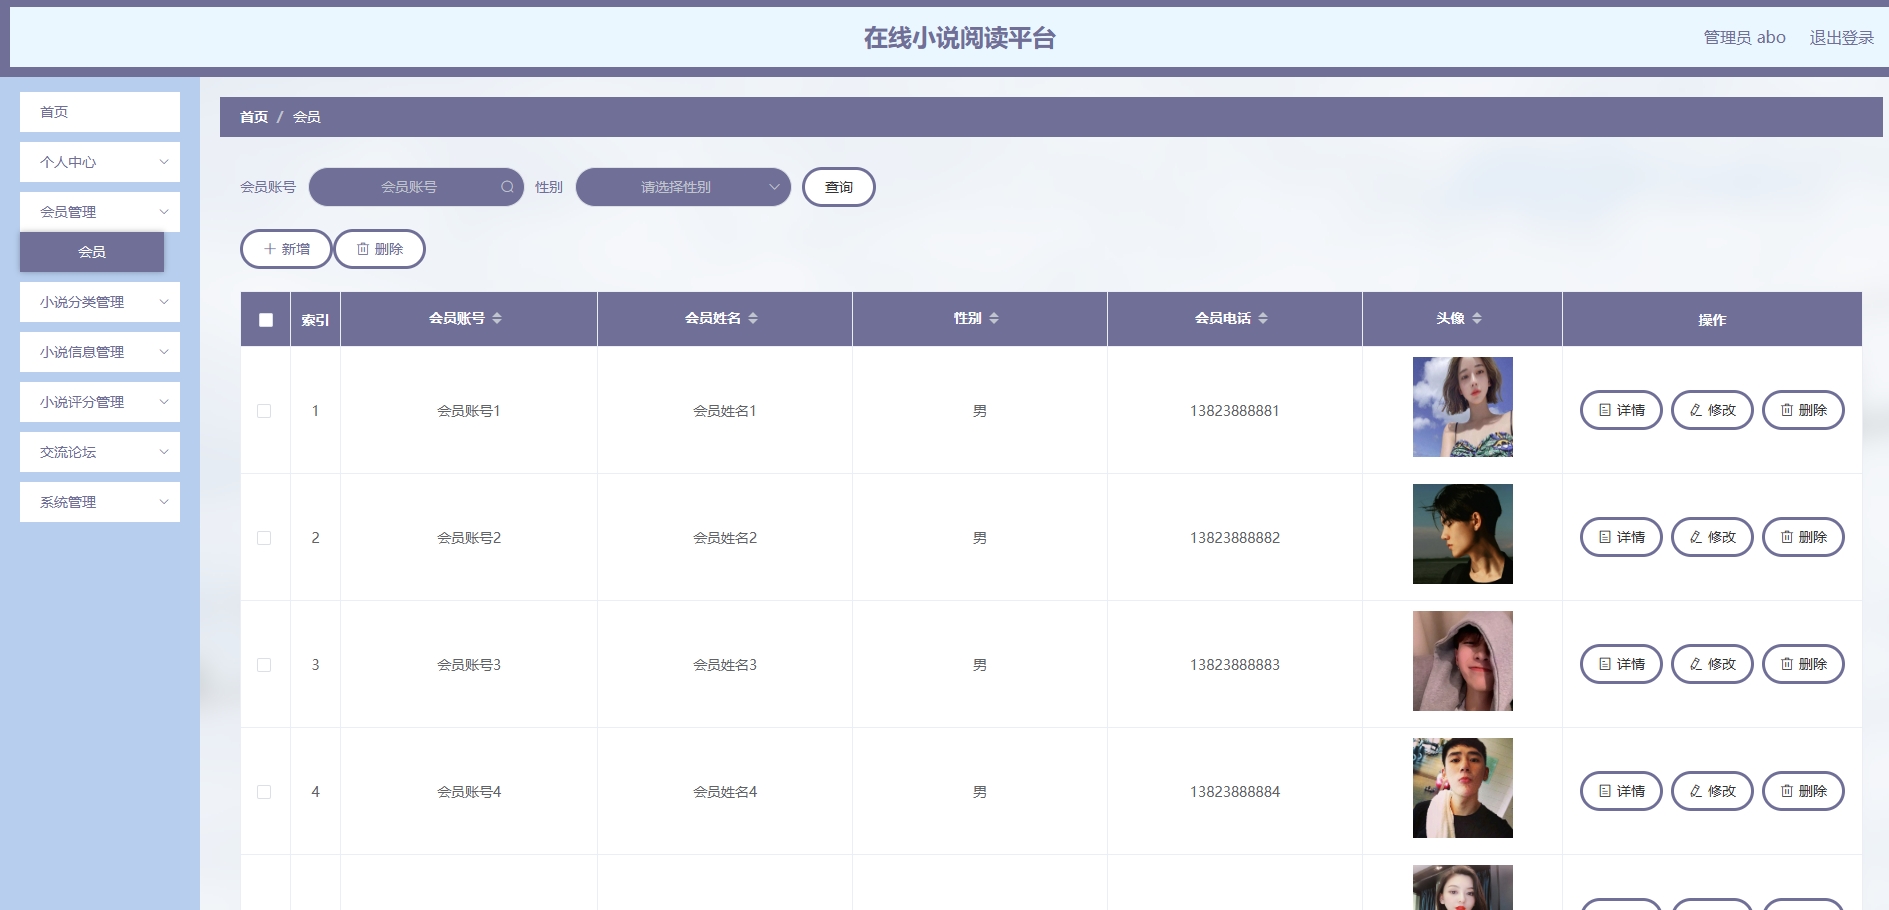 在线小说阅读平台
管理员 abo 退出登录
首页
个人中心
会员管理
会员
小说分类管理
小说信息管理
小说评分管理
交流论坛
系统管理
首页 / 会员
会员账号 会员账号 性别 请选择性别 查询
新增 删除
索引 会员账号 会员姓名 性别 会员电话 头像 操作
1 会员账号1 会员姓名1 男 13823888881 详情 修改 删除
2 会员账号2 会员姓名2 男 13823888882 详情 修改 删除
3 会员账号3 会员姓名3 男 13823888883 详情 修改 删除
4 会员账号4 会员姓名4 男 13823888884 详情 修改 删除